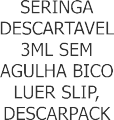 SERINGA
DESCARTAVEL
3ML SEM
AGULHA BICO
LUER SLIP,
DESCARPACK